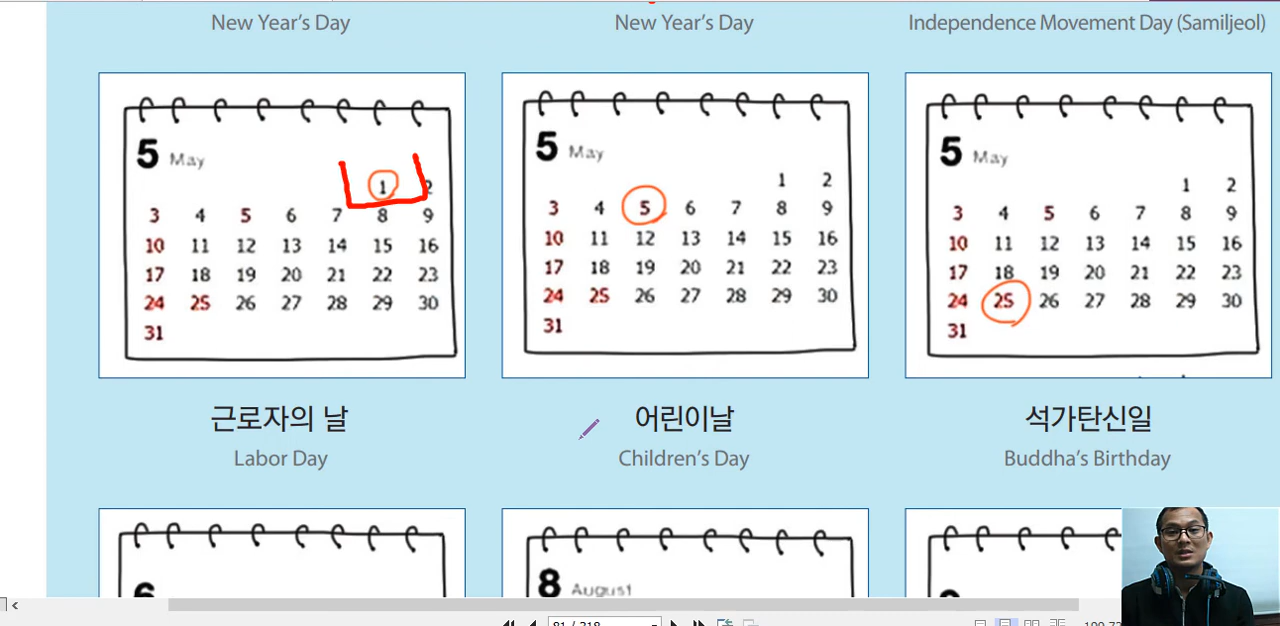 New Year's Day
New Year's Day
Independence Movement Day (Samiljeol)
5 May
1 2
3 4 5 6 7 8 9
10 11 12 13 14 15 16
17 18 19 20 21 22 23
24 25 26 27 28 29 30
31
근로자의 날
Labor Day
5 May
1 2
3 4 5 6 7 8 9
10 11 12 13 14 15 16
17 18 19 20 21 22 23
24 25 26 27 28 29 30
31
어린이날
Children's Day
5 May
1 2
3 4 5 6 7 8 9
10 11 12 13 14 15 16
17 18 19 20 21 22 23
24 25 26 27 28 29 30
31
석가탄신일
Buddha's Birthday
8 August
81 / 218